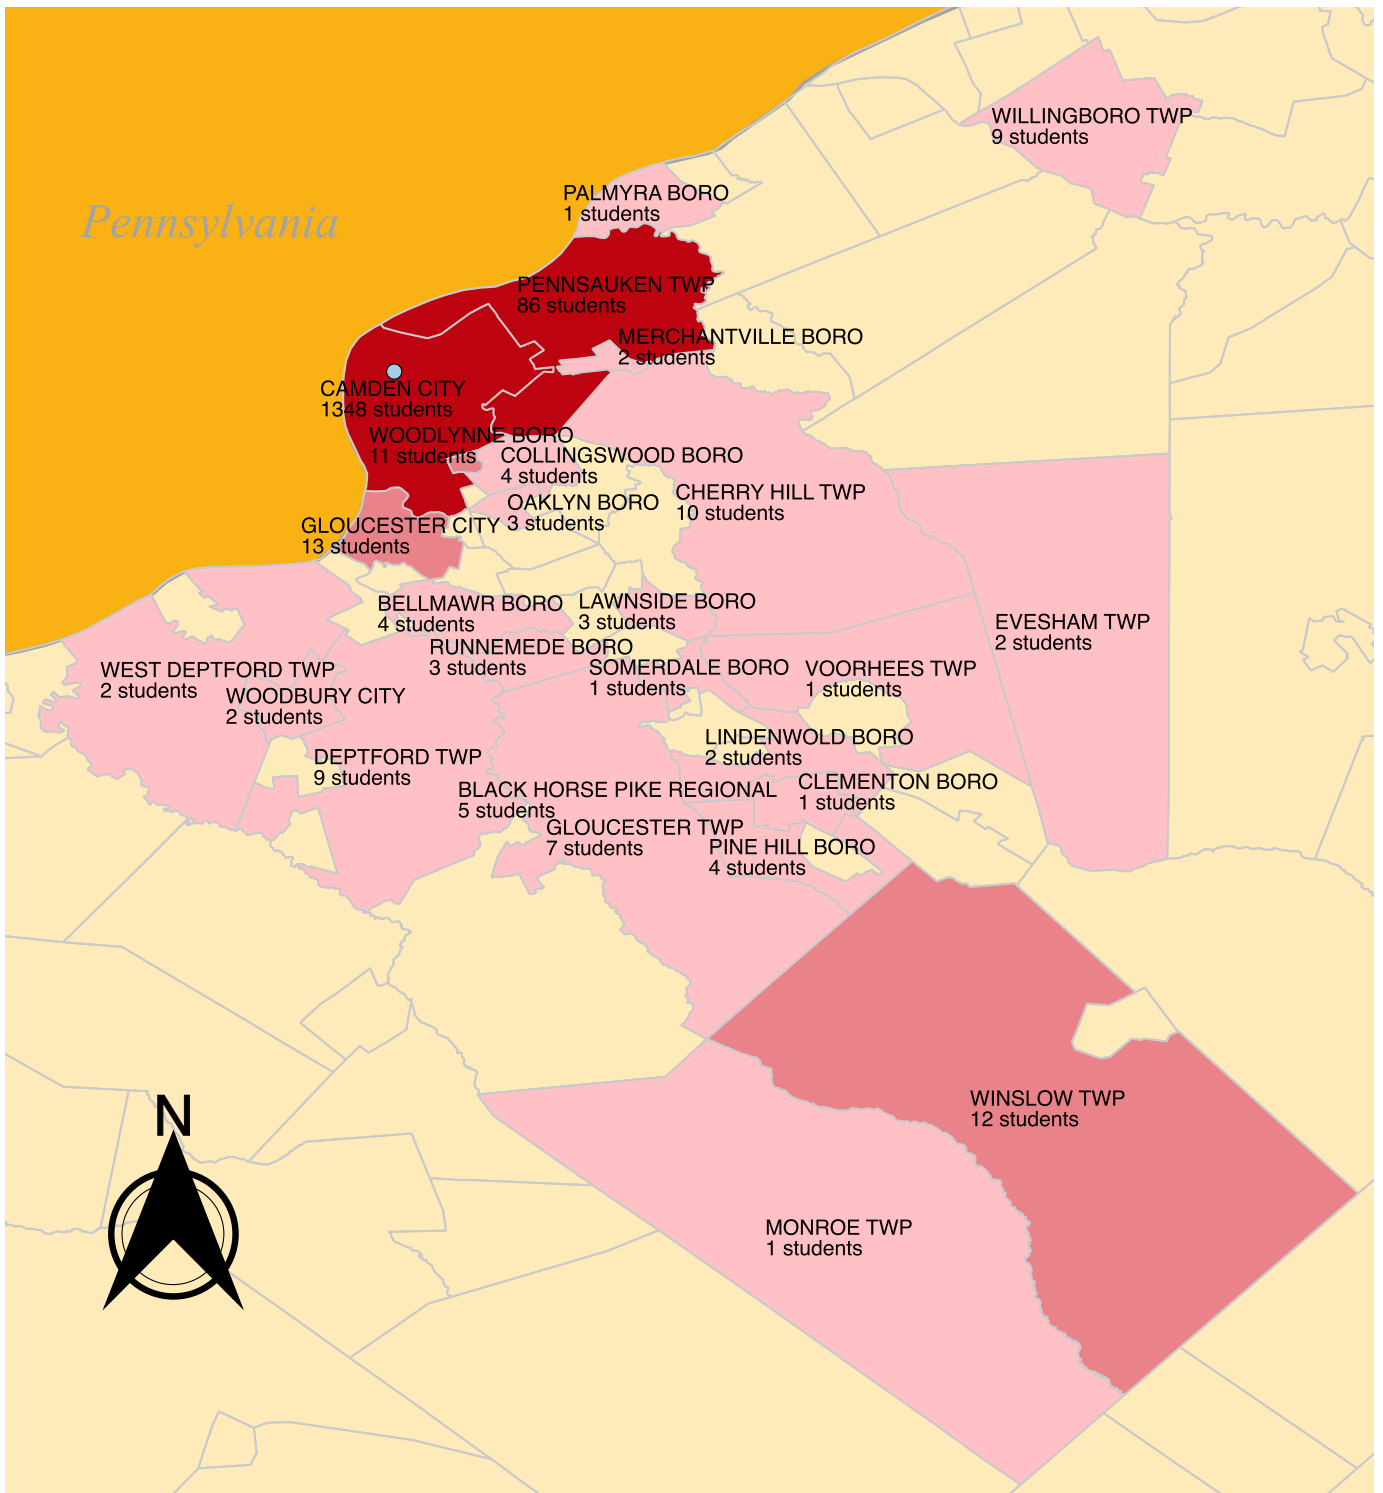 WILLINGBORO TWP
9 students
PALMYRA BORO
1 students
Pennsylvania
PENNSAUKEN TWP
86 students
MERCHANTVILLE BORO
2 students
CAMDEN CITY
1348 students
WOODLYNNE BORO
11 students
COLLINGSWOOD BORO
4 students
CHERRY HILL TWP
10 students
OAKLYN BORO
3 students
GLOUCESTER CITY
13 students
BELLMAWR BORO
4 students
LAWNSIDE BORO
3 students
EVESHAM TWP
2 students
RUNNEMEDE BORO
3 students
WEST DEPTFORD TWP
2 students
SOMERDALE BORO
1 students
VOORHEES TWP
1 students
WOODBURY CITY
2 students
LINDENWOLD BORO
2 students
DEPTFORD TWP
9 students
CLEMENTON BORO
1 students
BLACK HORSE PIKE REGIONAL
5 students
GLOUCESTER TWP
7 students
PINE HILL BORO
4 students
WINSLOW TWP
12 students
N
MONROE TWP
1 students